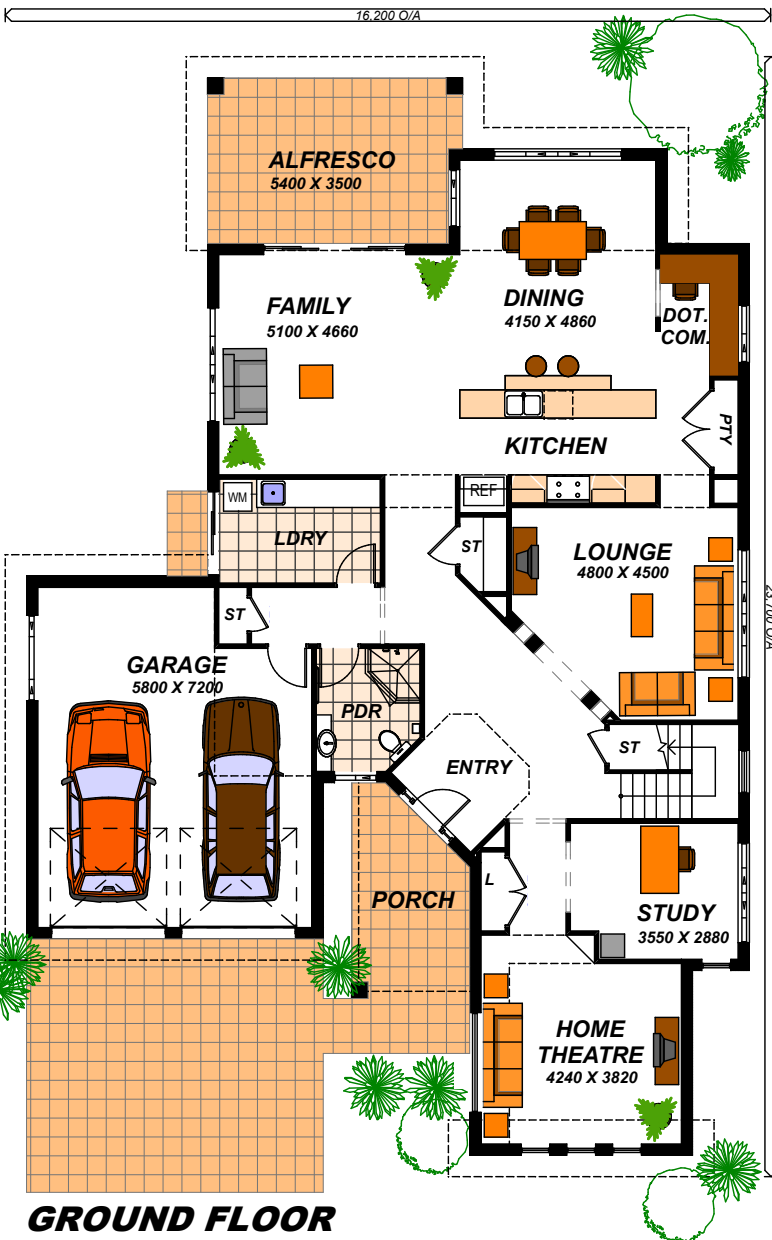 16,200 O/A
ALFRESCO
5400 X 3500
FAMILY
5100 X 4660
DINING
4150 X 4860
DOT.
COM.
KITCHEN
PTY
WM
REF
LDRY
ST
LOUNGE
4800 X 4500
23,700 O/A
ST
GARAGE
5800 X 7200
PDR
ENTRY
ST
L
PORCH
STUDY
3550 X 2880
HOME
THEATRE
4240 X 3820
GROUND FLOOR